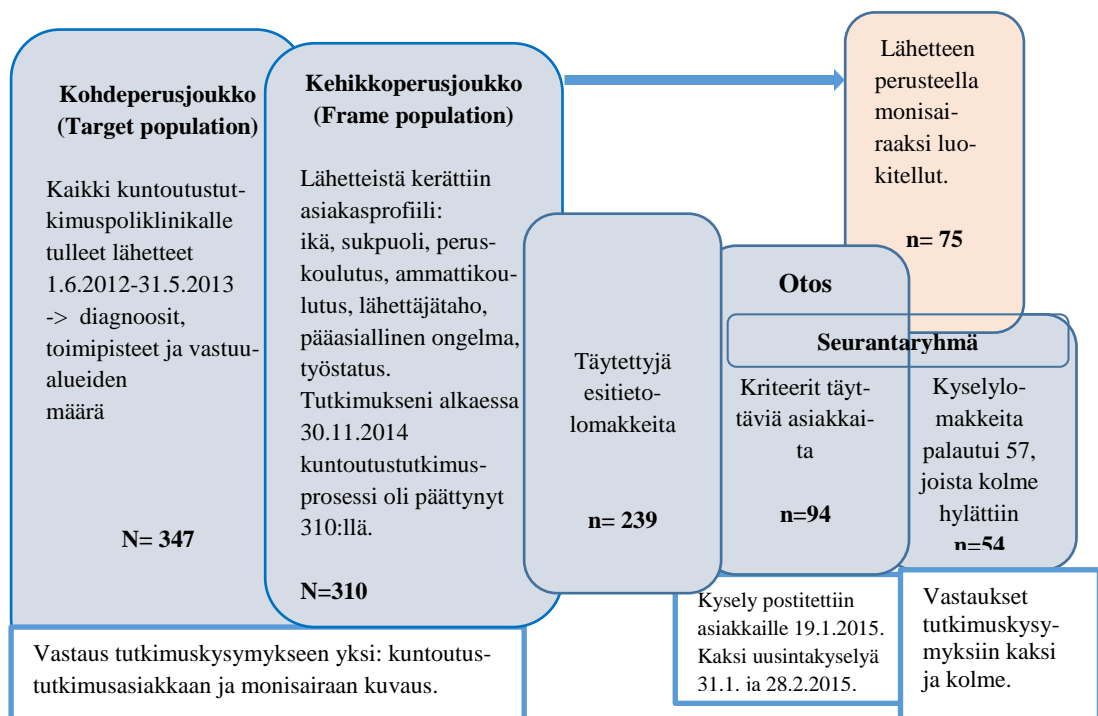 Kohdeperusjoukko
(Target population)
Kaikki kuntoutustut-
kimuspoliklinikalle
tulleet lähetteet
1.6.2012-31.5.2013
-> diagnoosit,
toimipisteet ja vastuu-
alueiden
määrä
N= 347
Kehikkoperusjoukko
(Frame population)
Lähetteistä kerättiin
asiakasprofiili:
ikä, sukpuoli, perus-
koulutus, ammattikou-
lutus, lähettäjätaho,
pääasiallinen ongelma,
työstatus.
Tutkimukseni alkaessa
30.11.2014
kuntoutustutkimus-
prosessi oli päättynyt
310:llä.
N=310
Täytettyjä
esitieto-
lomakkeita
n= 239
Lähetteen
perusteella
monisai-
raaksi luo-
kitellut.
n= 75
Otos
Seurantaryhmä
Kriteerit täyt-
täviä asiakkai-
ta
n=94
Kyselylo-
makkeita
palautui 57,
joista kolme
hylättiin
n=54
Vastaus tutkimuskysymykseen yksi: kuntoutus-
tutkimusasiakkaan ja monisairaan kuvaus.
Kysely postitettiin
asiakkaille 19.1.2015.
Kaksi uusintakyselyä
31.1. ja 28.2.2015.
Vastaukset
tutkimuskysy-
myksiin kaksi
ja kolme.